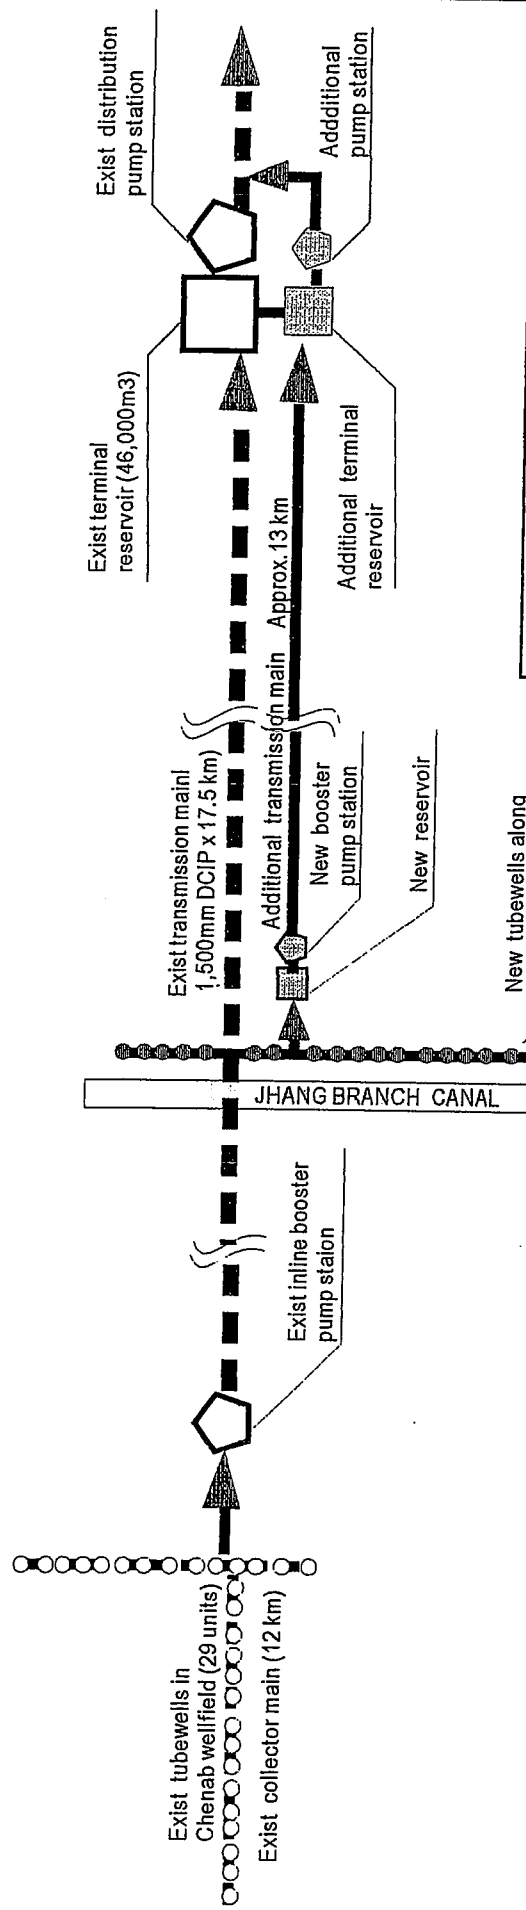 Exist tubewells in
Chenab wellfield (29 units)
Exist collector main (12 km)
Exist inline booster
pump staion
JHANG BRANCH CANAL
Exist transmission mainl
1,500mm DCIP x 17.5 km)
Additional transmission main Approx. 13 km
New booster
pump station
New reservoir
New tubewells along
Exist terminal
reservoir (46,000m3)
Additional terminal
reservoir
Exist distribution
pump station
Addditional
pump station